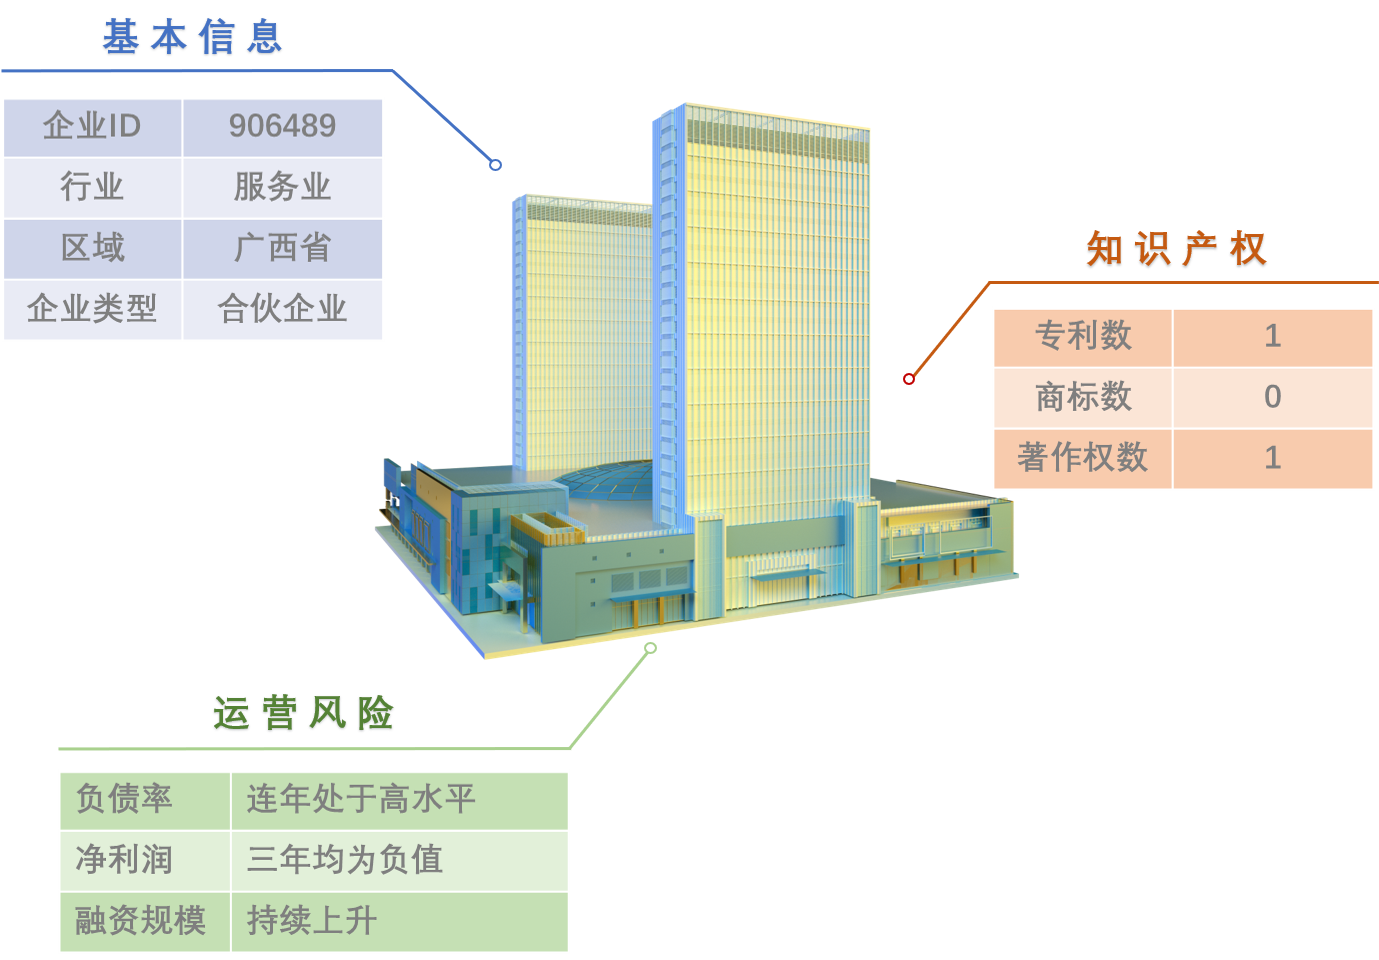 基本信息
企业ID 906489
行业 服务业
区域 广西省
企业类型 合伙企业
知识产权
专利数 1
商标数 0
著作权数 1
运营风险
负债率 连年处于高水平
净利润 三年均为负值
融资规模 持续上升